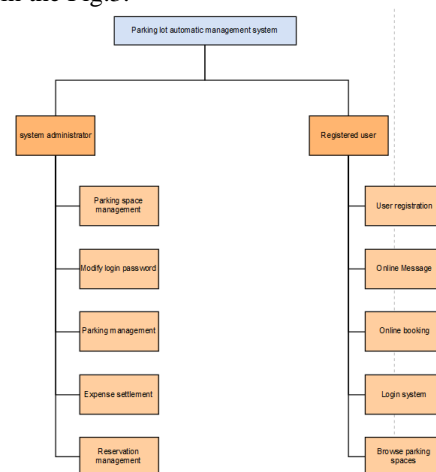 in the Fig.3.
Parking lot automatic management system
system administrator
Registered user
Parking space
management
Modify login password
Parking management
Expense settlement
Reservation
management
User registration
Online Message
Online booking
Login system
Browse parking
spaces